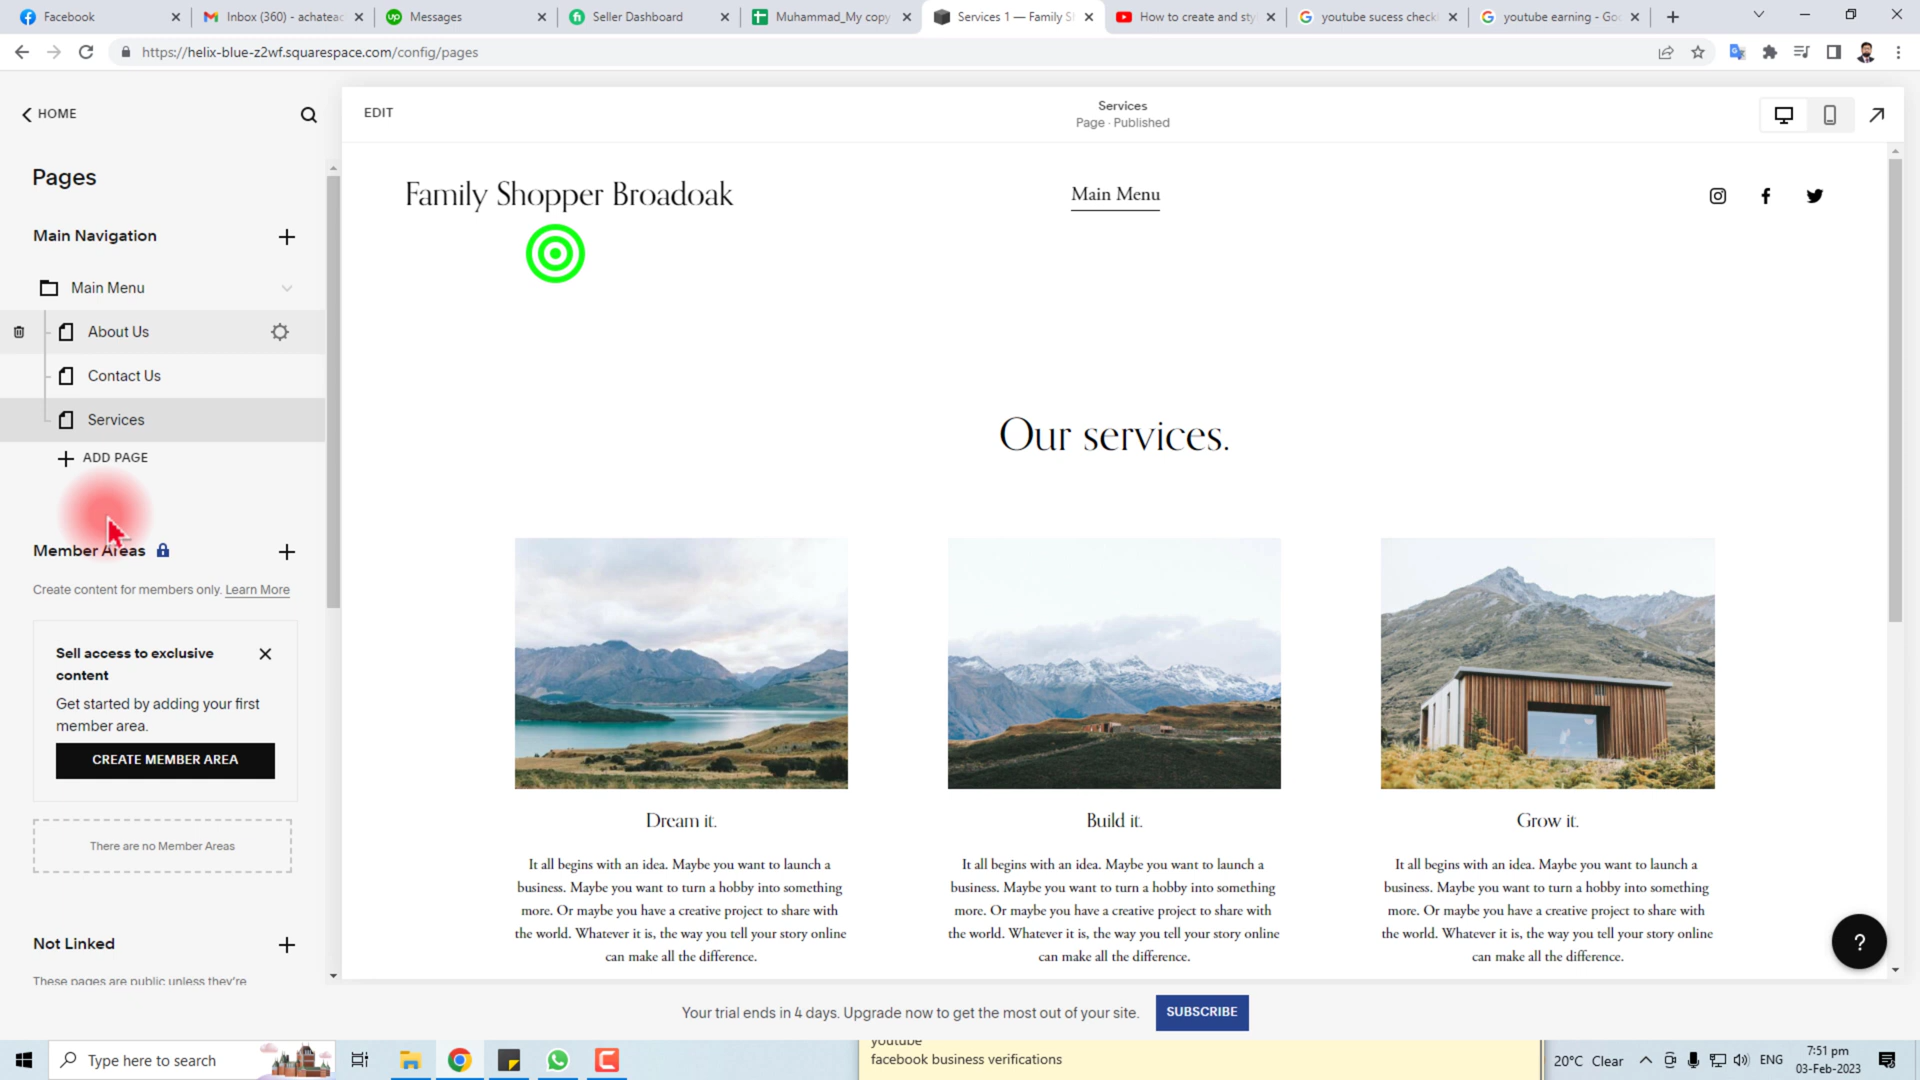 Facebook
Inbox (360) - achateac
Messages
Seller Dashboard
Muhammad_My copy
Services 1 — Family S
How to create and sty
youtube sucess check
youtube earning - Go
https://helix-blue-z2wf.squarespace.com/config/pages
HOME
EDIT
Services
Page · Published
Pages
Main Navigation
Main Menu
About Us
Contact Us
Services
ADD PAGE
Member Areas
Create content for members only. Learn More
Sell access to exclusive
content
Get started by adding your first
member area.
CREATE MEMBER AREA
There are no Member Areas
Not Linked
These pages are public unless they're
Family Shopper Broadoak
Main Menu
Our services.
Dream it.
It all begins with an idea. Maybe you want to launch a
business. Maybe you want to turn a hobby into something
more. Or maybe you have a creative project to share with
the world. Whatever it is, the way you tell your story online
can make all the difference.
Build it.
It all begins with an idea. Maybe you want to launch a
business. Maybe you want to turn a hobby into something
more. Or maybe you have a creative project to share with
the world. Whatever it is, the way you tell your story online
can make all the difference.
Grow it.
It all begins with an idea. Maybe you want to launch a
business. Maybe you want to turn a hobby into something
more. Or maybe you have a creative project to share with
the world. Whatever it is, the way you tell your story online
can make all the difference.
?
Your trial ends in 4 days. Upgrade now to get the most out of your site.
SUBSCRIBE
Type here to search
youtube
facebook business verifications
20°C Clear
ENG
7:51 pm
03-Feb-2023